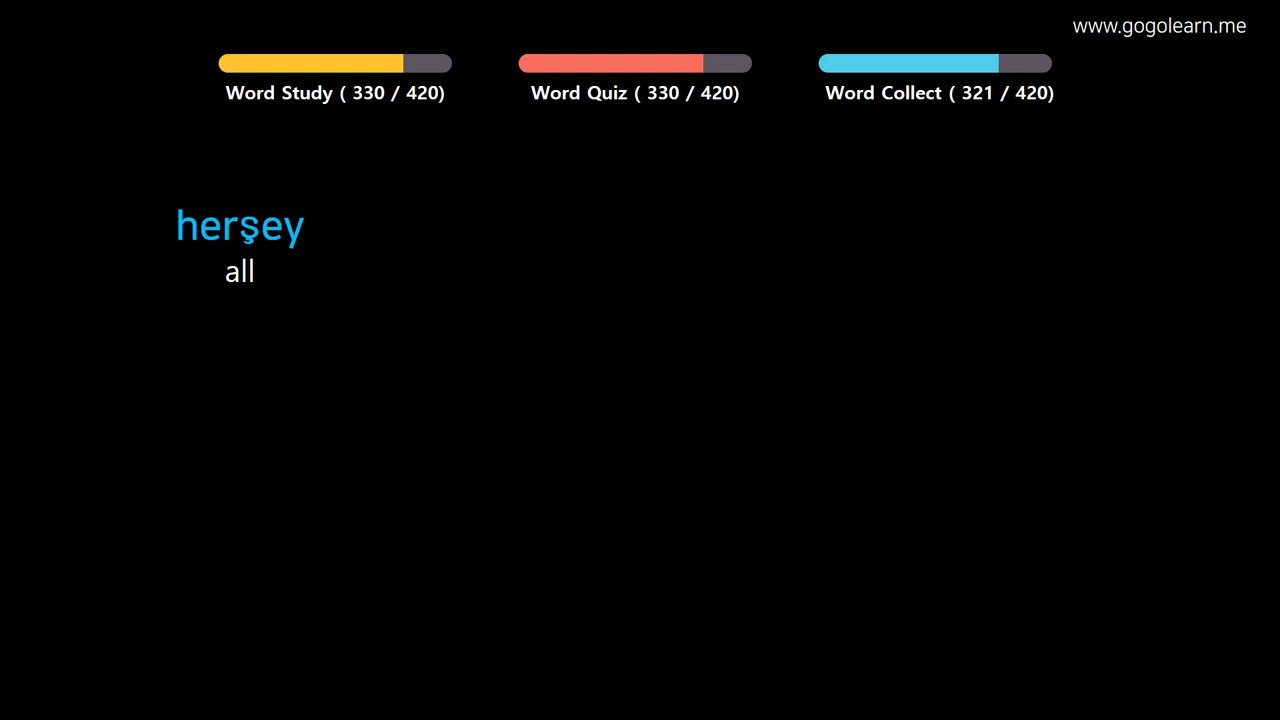 www.gogolearn.me
Word Study ( 330 / 420)
Word Quiz ( 330 / 420)
Word Collect ( 321 / 420)
herşey
all